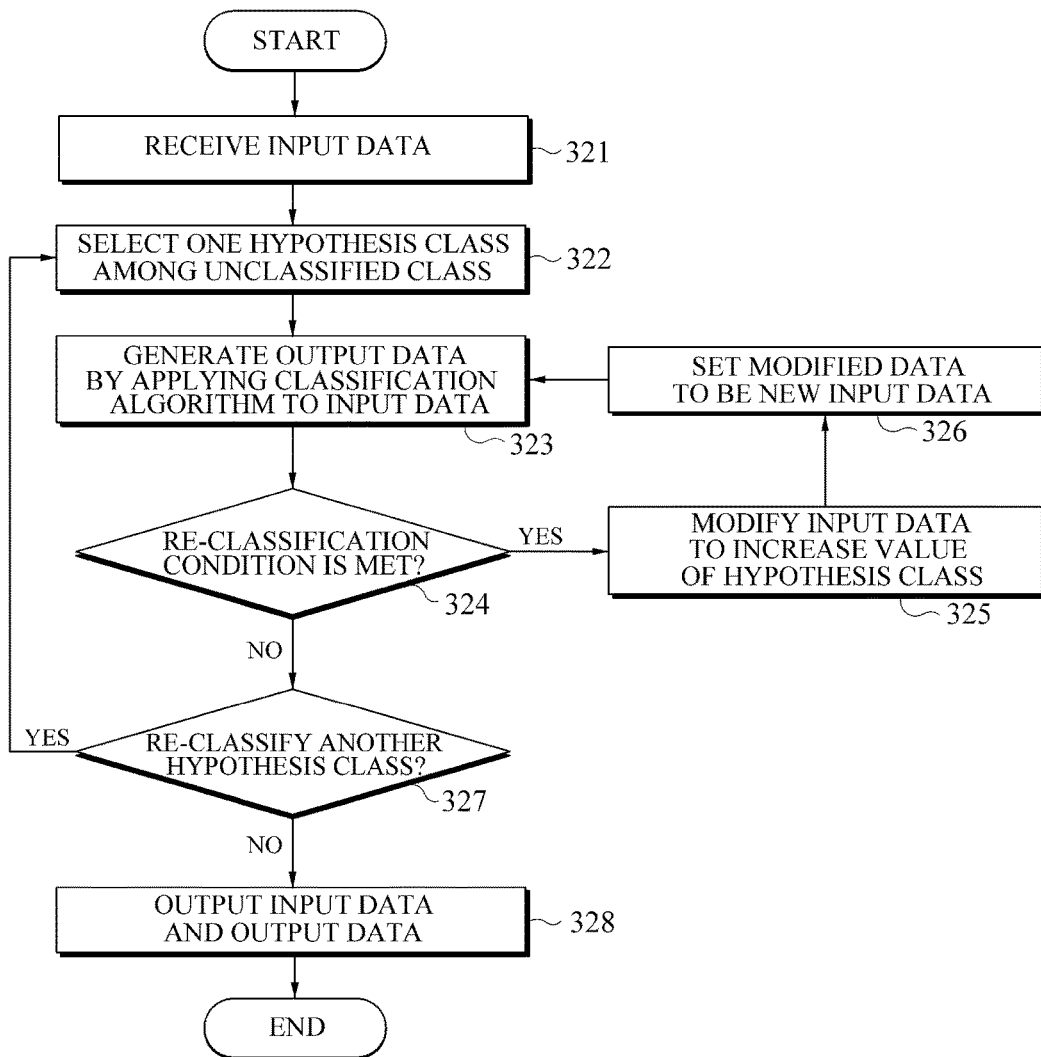 START
RECEIVE INPUT DATA
321
SELECT ONE HYPOTHESIS CLASS
AMONG UNCLASSIFIED CLASS
322
GENERATE OUTPUT DATA
BY APPLYING CLASSIFICATION
ALGORITHM TO INPUT DATA
323
SET MODIFIED DATA
TO BE NEW INPUT DATA
326
RE-CLASSIFICATION
CONDITION IS MET?
324
YES
MODIFY INPUT DATA
TO INCREASE VALUE
OF HYPOTHESIS CLASS
325
NO
YES
RE-CLASSIFY ANOTHER
HYPOTHESIS CLASS?
327
NO
OUTPUT INPUT DATA
AND OUTPUT DATA
328
END